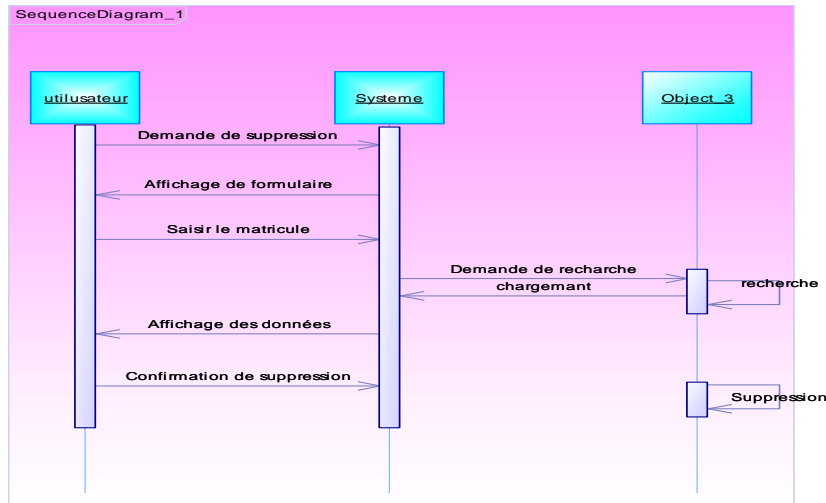 SequenceDiagram_1
utilusateur
Systeme
Object_3
Demande de suppression
Affichage de formulaire
Saisir le matricule
Demande de recharche
chargemant
recherche
Affichage des données
Confirmation de suppression
Suppression